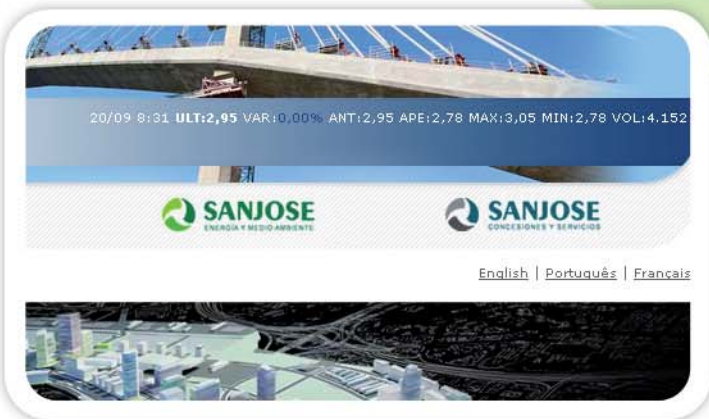 20/09 8:31 ULT:2,95 VAR:0,00% ANT:2,95 APE:2,78 MAX:3,05 MIN:2,78 VOL:4.152
SANJOSE SANJOSE
ENERGÍA Y MEDIO AMBIENTE CONCESIONES Y SERVICIOS
English | Português | Français